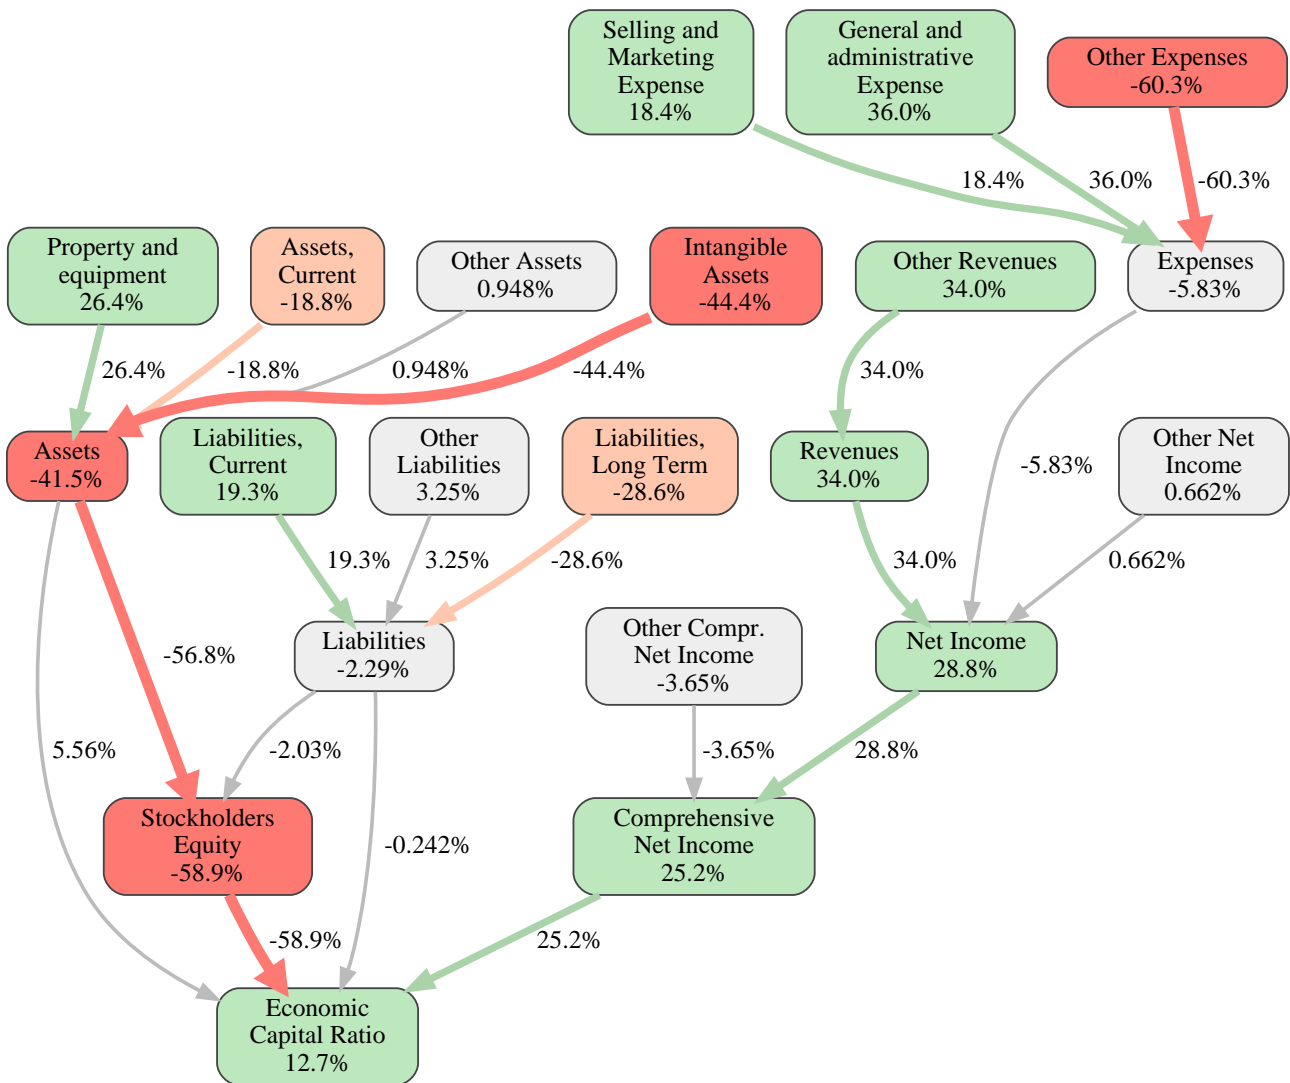 Selling and
Marketing
Expense
18.4%
General and
administrative
Expense
36.0%
Other Expenses
-60.3%
18.4%
36.0%
-60.3%
Property and
equipment
26.4%
Assets,
Current
-18.8%
Other Assets
0.948%
Intangible
Assets
-44.4%
Other Revenues
34.0%
Expenses
-5.83%
26.4%
-18.8%
0.948%
-44.4%
34.0%
Assets
-41.5%
Liabilities,
Current
19.3%
Other
Liabilities
3.25%
Liabilities,
Long Term
-28.6%
Revenues
34.0%
-5.83%
Other Net
Income
0.662%
19.3%
3.25%
-28.6%
34.0%
0.662%
-56.8%
Liabilities
-2.29%
Other Compr.
Net Income
-3.65%
Net Income
28.8%
5.56%
-2.03%
-3.65%
28.8%
Stockholders
Equity
-58.9%
-0.242%
Comprehensive
Net Income
25.2%
-58.9%
25.2%
Economic
Capital Ratio
12.7%